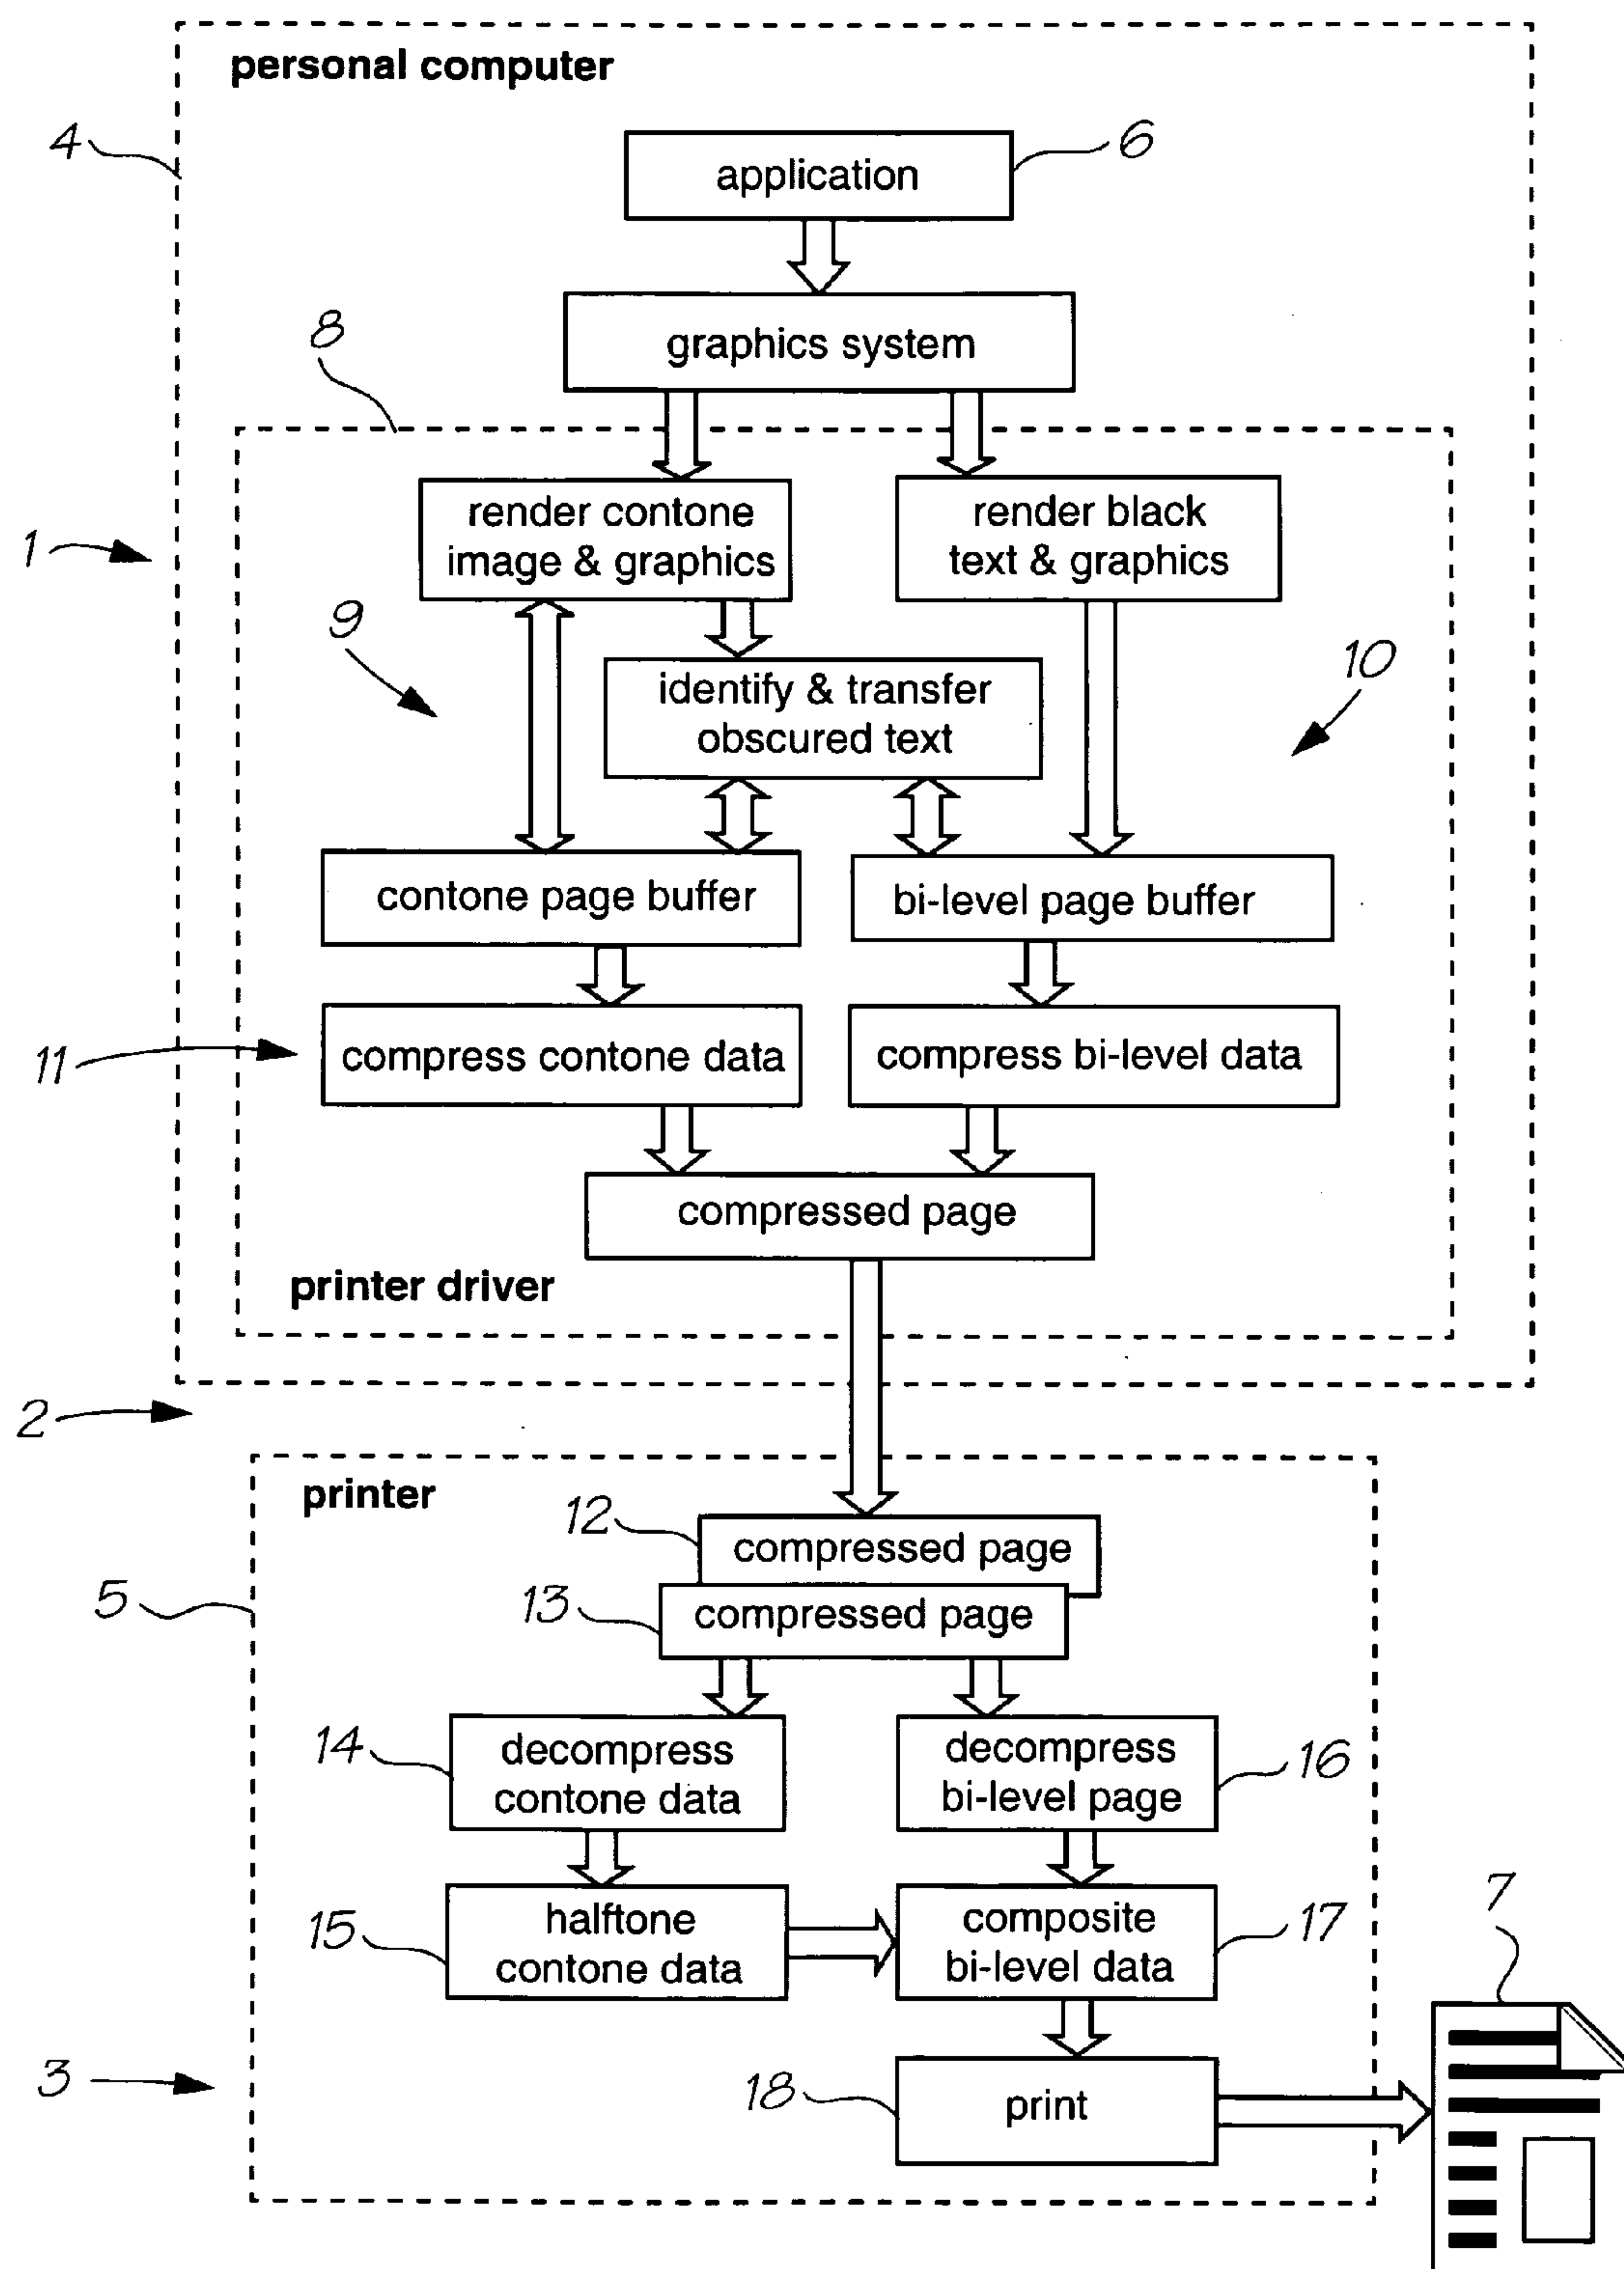 personal computer
4
6
application
graphics system
8
render contone
image & graphics
render black
text & graphics
1
9
identify & transfer
obscured text
10
contone page buffer
bi-level page buffer
11
compress contone data
compress bi-level data
compressed page
printer driver
2
printer
12
compressed page
5
13
compressed page
14
decompress
contone data
decompress
bi-level page
16
15
halftone
contone data
composite
bi-level data
17
7
3
18
print